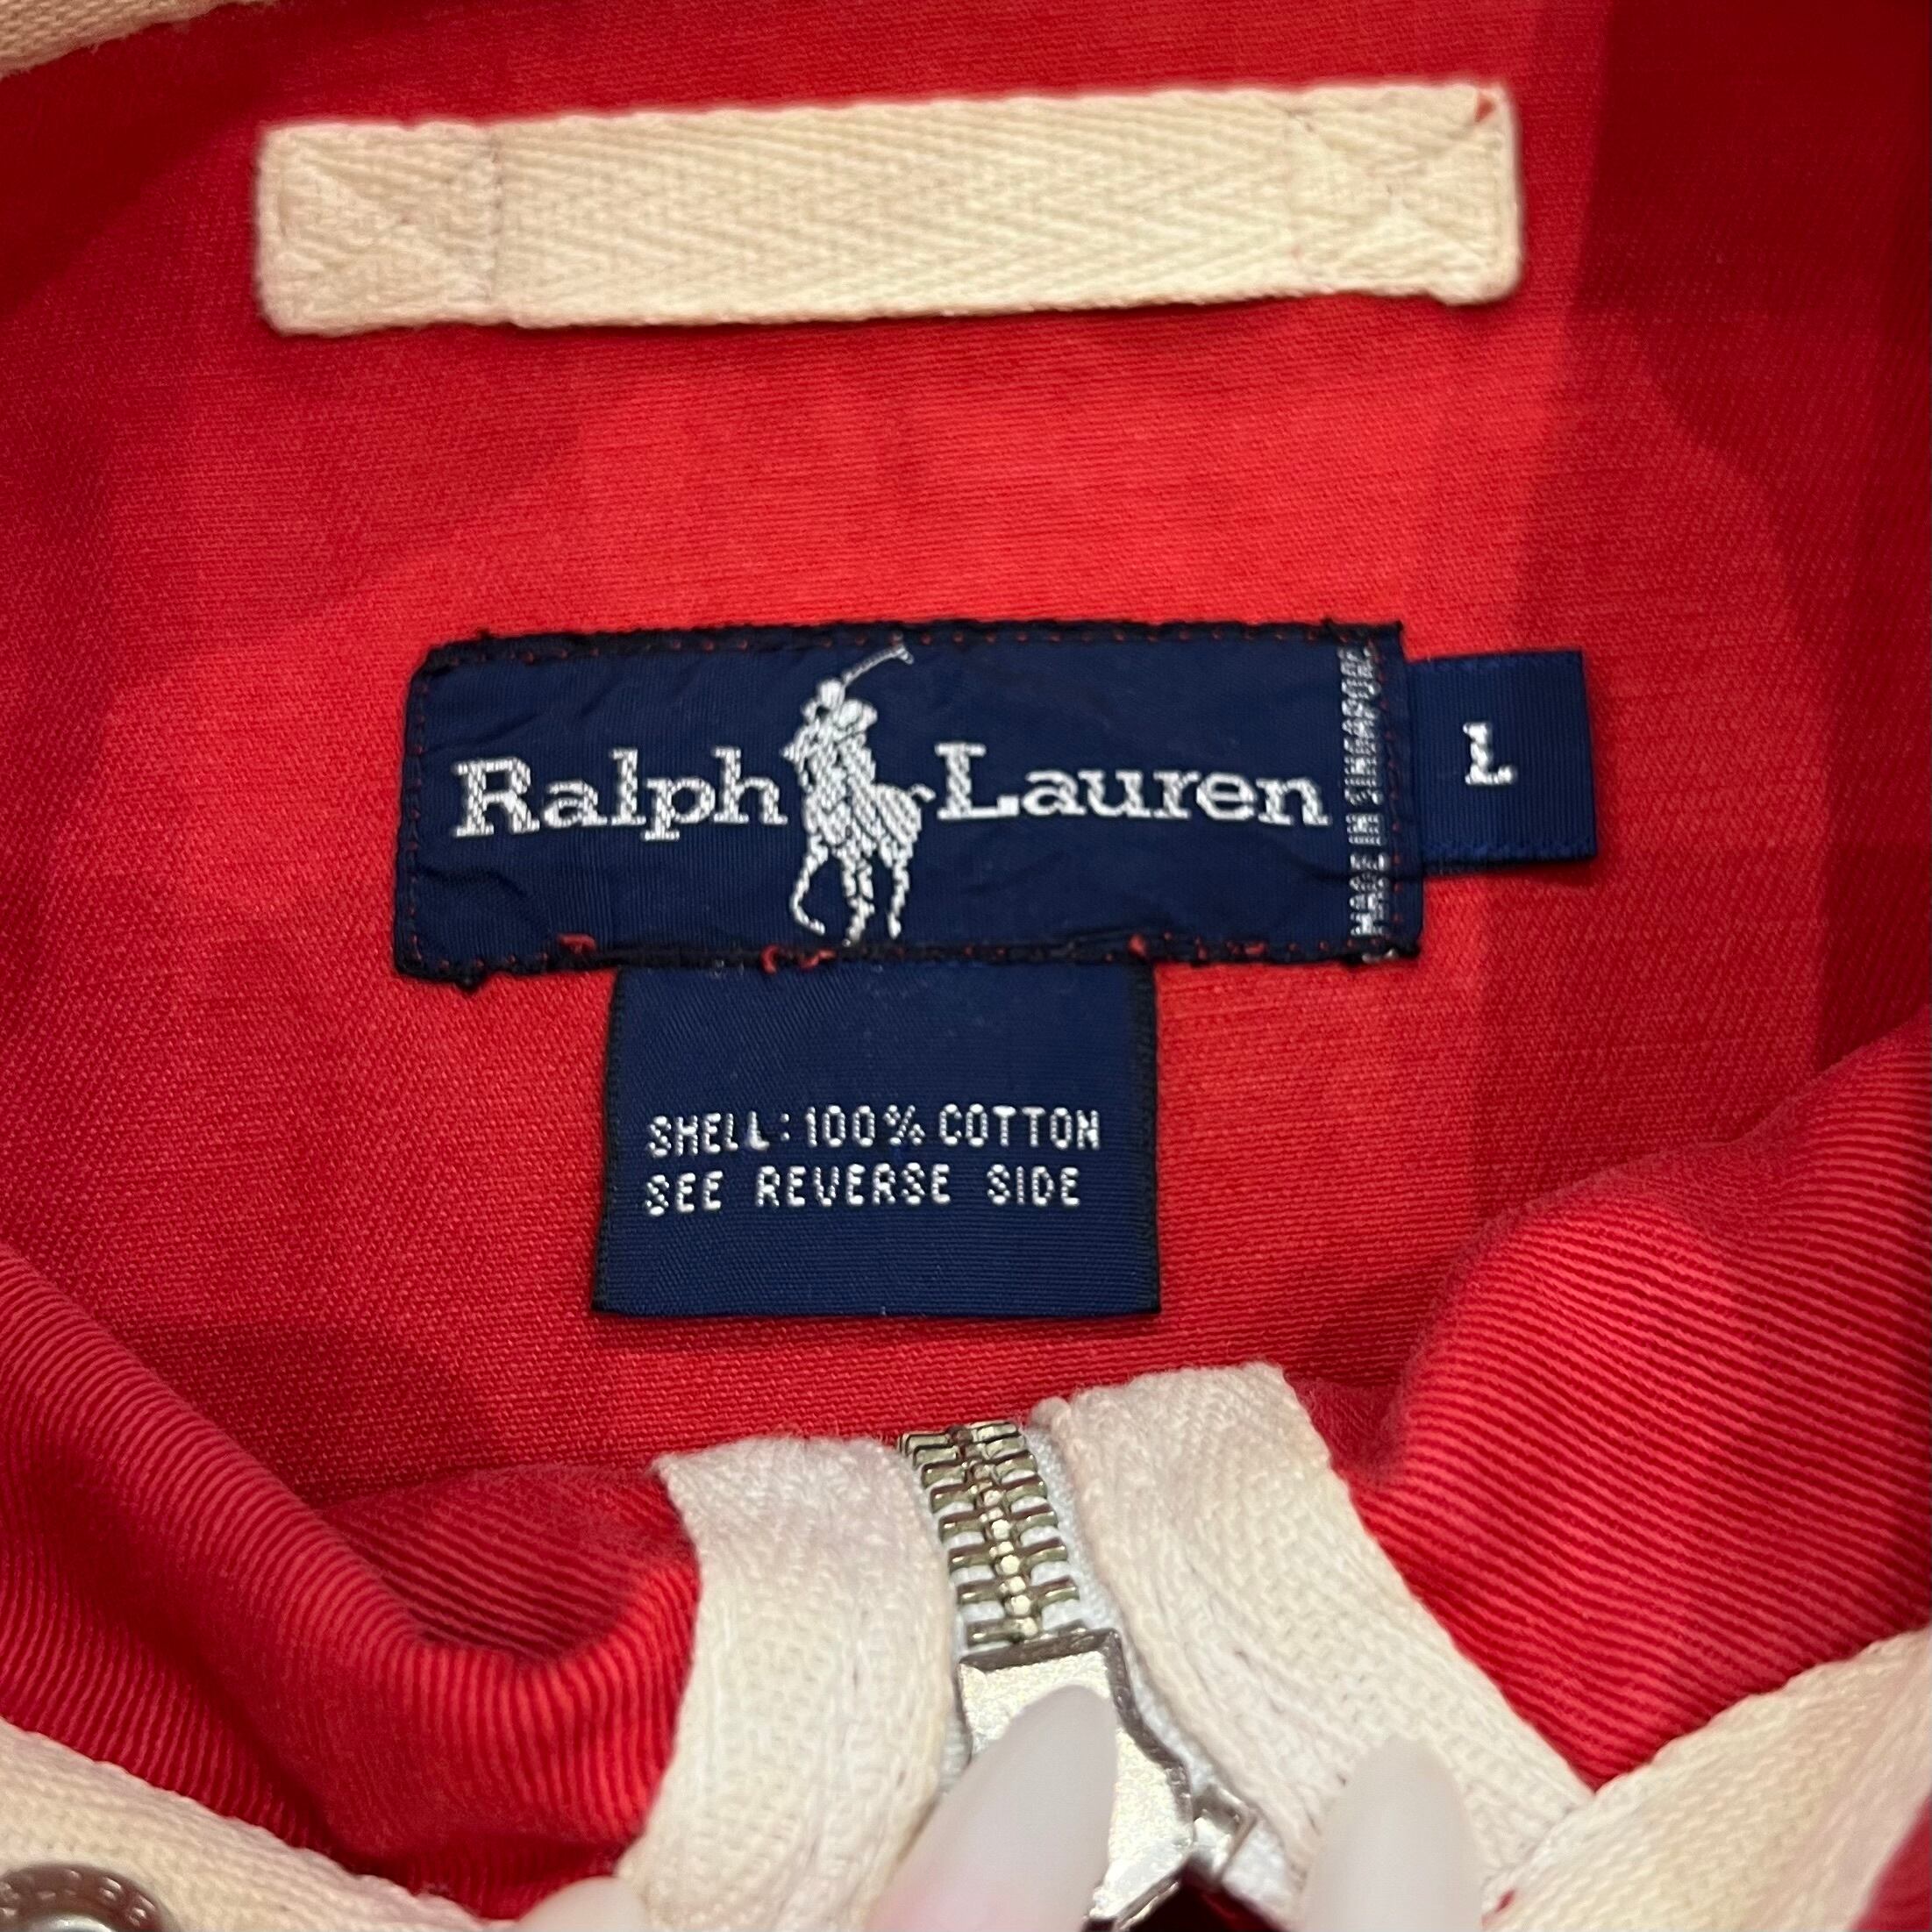 Ralph Lauren
MADE IN SINGAPORE
L
SHELL: 100% COTTON
SEE REVERSE SIDE